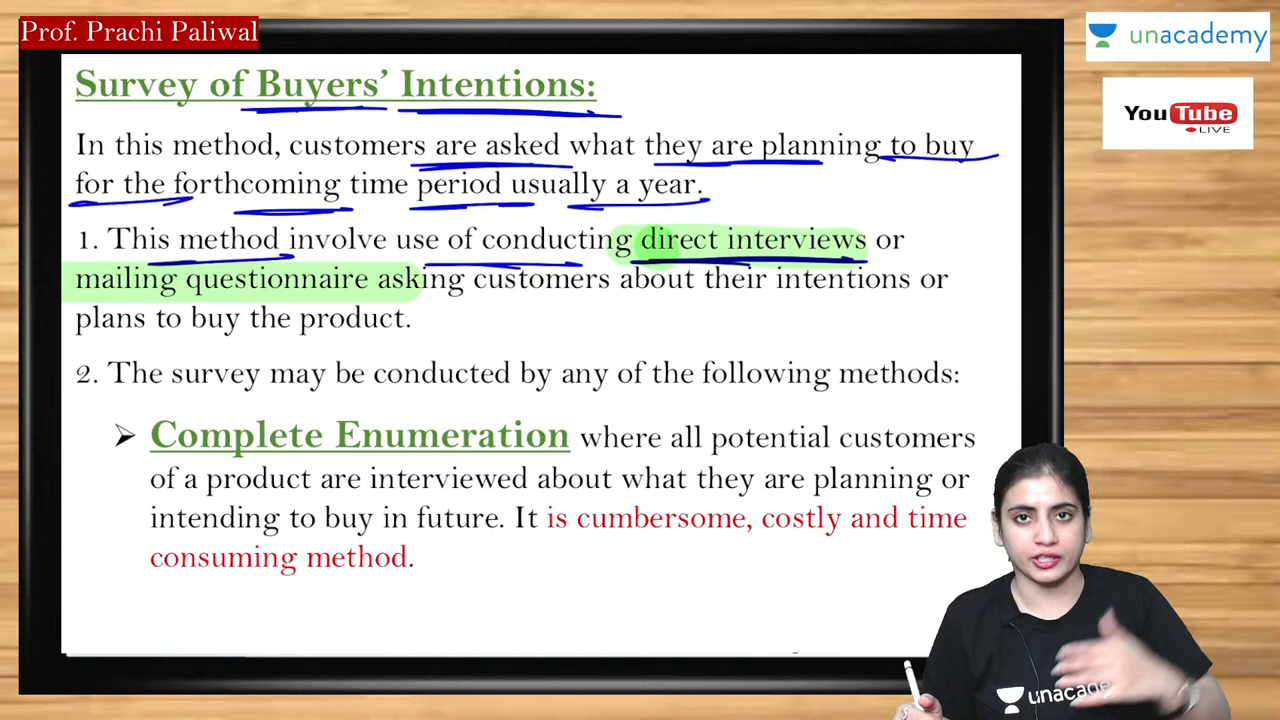 Prof. Prachi Paliwal
unacademy
YouTube
LIVE
Survey of Buyers’ Intentions:
In this method, customers are asked what they are planning to buy
for the forthcoming time period usually a year.
1. This method involve use of conducting direct interviews or
mailing questionnaire asking customers about their intentions or
plans to buy the product.
2. The survey may be conducted by any of the following methods:
➢ Complete Enumeration where all potential customers
of a product are interviewed about what they are planning or
intending to buy in future. It is cumbersome, costly and time
consuming method.
unacademy